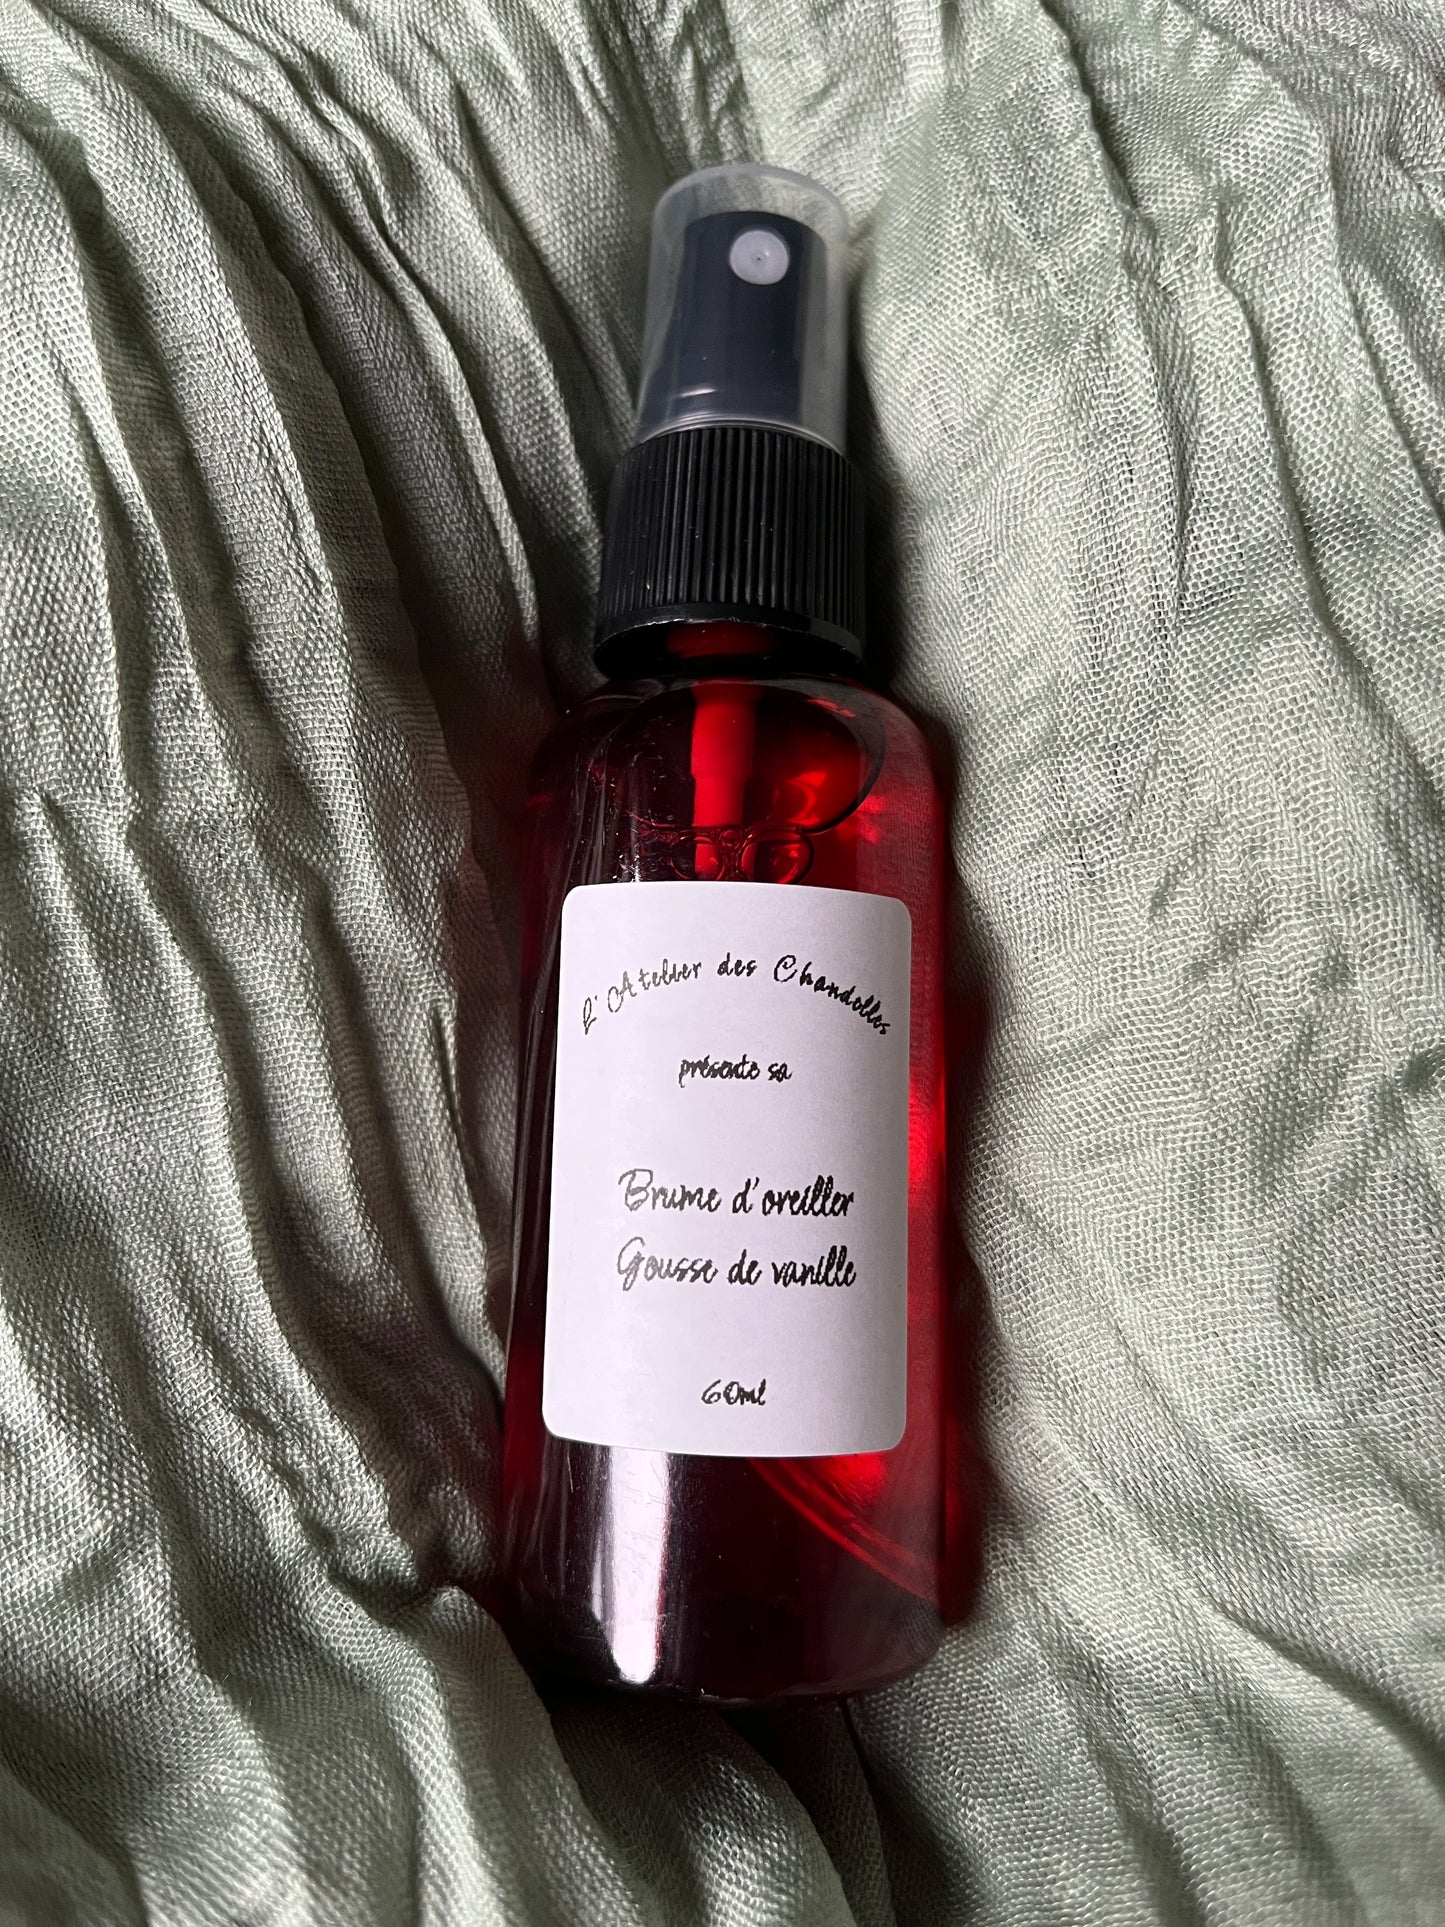 L'Atelier des Chandelles
présente sa
Brume d'oreiller
Gousse de vanille
60ml